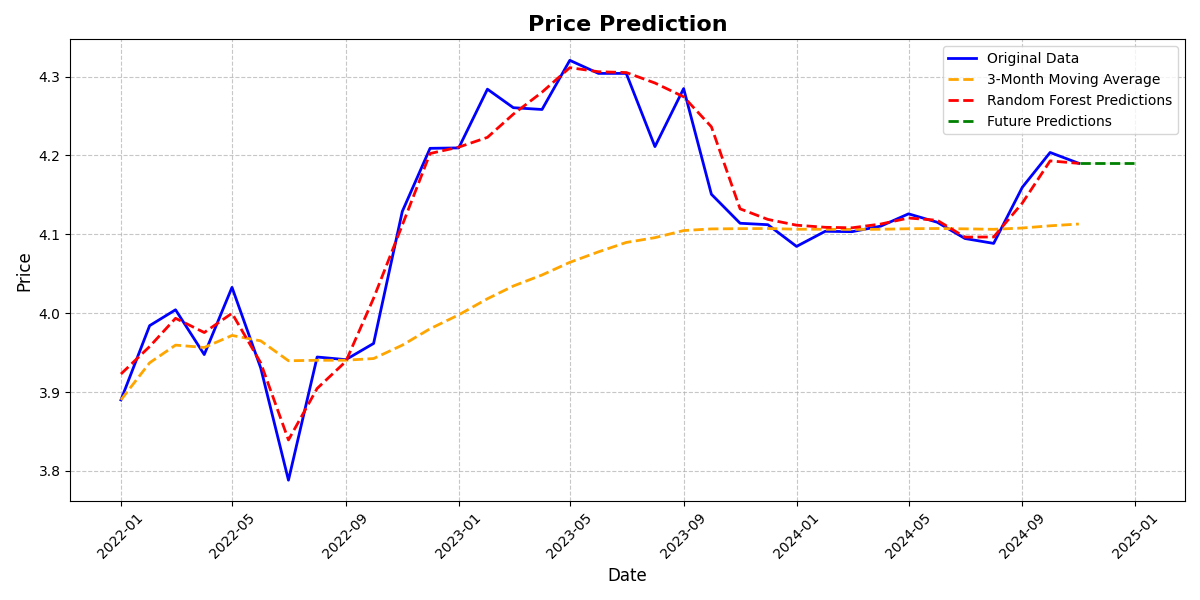 Price Prediction
Original Data
3-Month Moving Average
Random Forest Predictions
Future Predictions
Price
4.3
4.2
4.1
4.0
3.9
3.8
2022-01
2022-05
2022-09
2023-01
2023-05
2023-09
2024-01
2024-05
2024-09
2025-01
Date